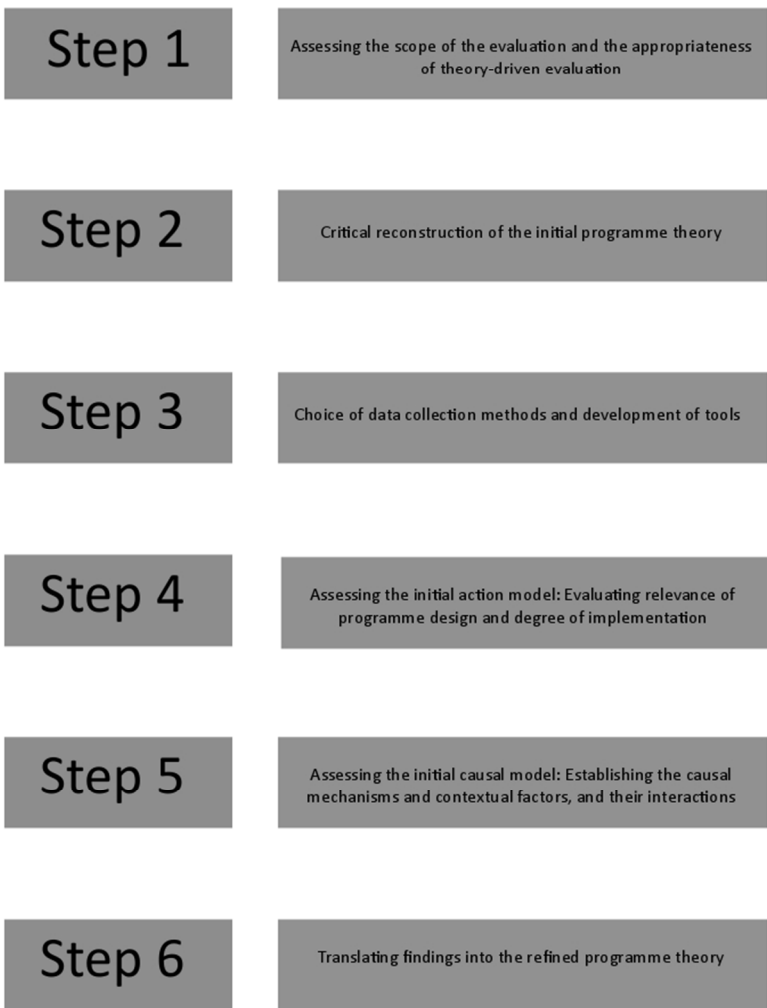 Step 1
Assessing the scope of the evaluation and the appropriateness
of theory-driven evaluation
Step 2
Critical reconstruction of the initial programme theory
Step 3
Choice of data collection methods and development of tools
Step 4
Assessing the initial action model: Evaluating relevance of
programme design and degree of implementation
Step 5
Assessing the initial causal model: Establishing the causal
mechanisms and contextual factors, and their interactions
Step 6
Translating findings into the refined programme theory